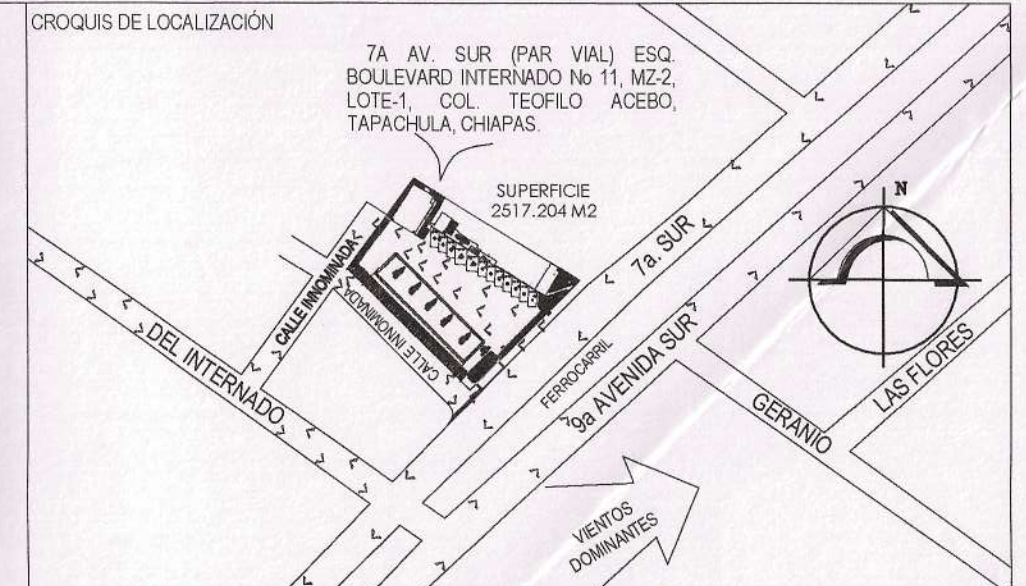 CROQUIS DE LOCALIZACIÓN
7A AV. SUR (PAR VIAL) ESQ.
BOULEVARD INTERNADO No 11, MZ-2,
LOTE-1, COL. TEOFILO ACEBO,
TAPACHULA, CHIAPAS.
SUPERFICIE
2517.204 M2
N
7a. SUR
CALLE INNOMINADA
CALLE INNOMINADA
DEL INTERNADO
FERROCARRIL
9a AVENIDA SUR
LAS FLORES
GERANIO
VIENTOS
DOMINANTES